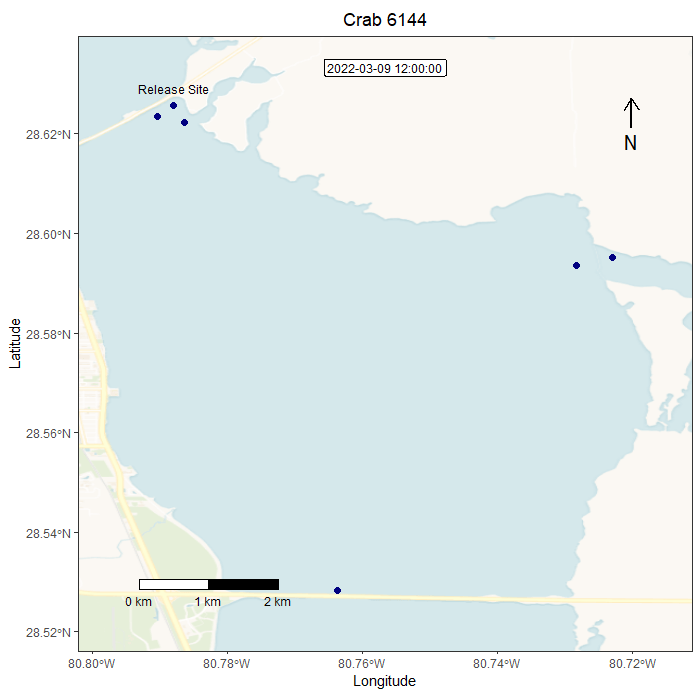 Crab 6144
2022-03-09 12:00:00
Release Site
N
28.62°N
28.60°N
28.58°N
28.56°N
28.54°N
28.52°N
Latitude
0 km 1 km 2 km
80.80°W 80.78°W 80.76°W 80.74°W 80.72°W
Longitude